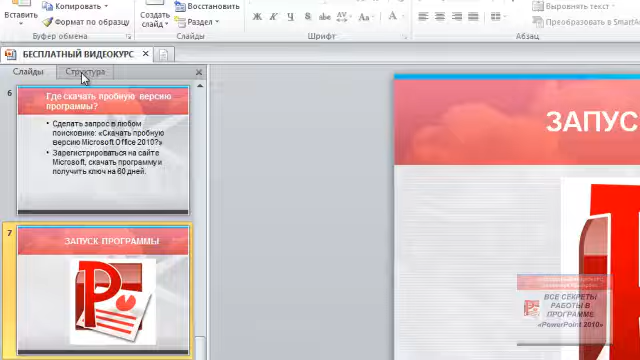 Вставить
Копировать
Формат по образцу
Буфер обмена
Создать
слайд
Восстановить
Раздел
Слайды
Ж К Ч S abc
Шрифт
Выровнять текст
Преобразовать в SmartA
Абзац
БЕСПЛАТНЫЙ ВИДЕОКУРС
Слайды
Структура
6
Где скачать пробную версию
программы?
• Сделать запрос в любом
поисковике: «Скачать пробную
версию Microsoft Office 2010?»
• Зарегистрироваться на сайте
Microsoft, скачать программу и
получить ключ на 60 дней.
7
ЗАПУСК ПРОГРАММЫ
ЗАПУС
ВСЕ СЕКРЕТЫ
РАБОТЫ В
ПРОГРАММЕ
«PowerPoint 2010»